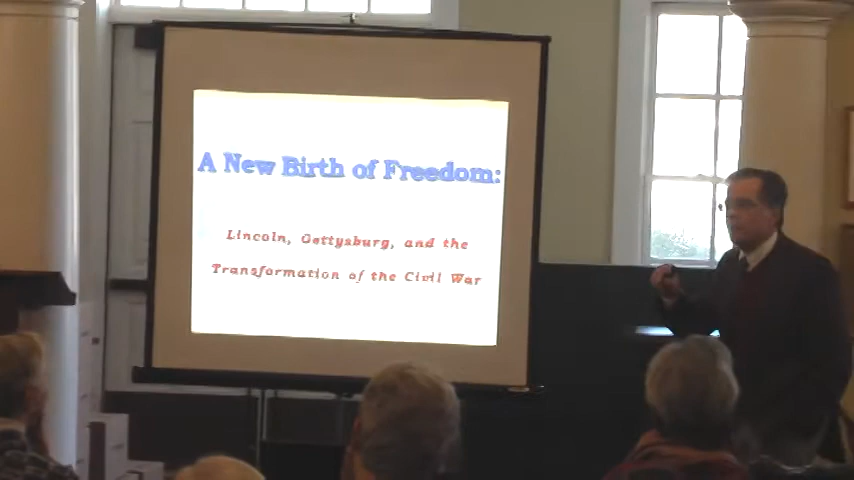 A New Birth of Freedom:
Lincoln, Gettysburg, and the
Transformation of the Civil War